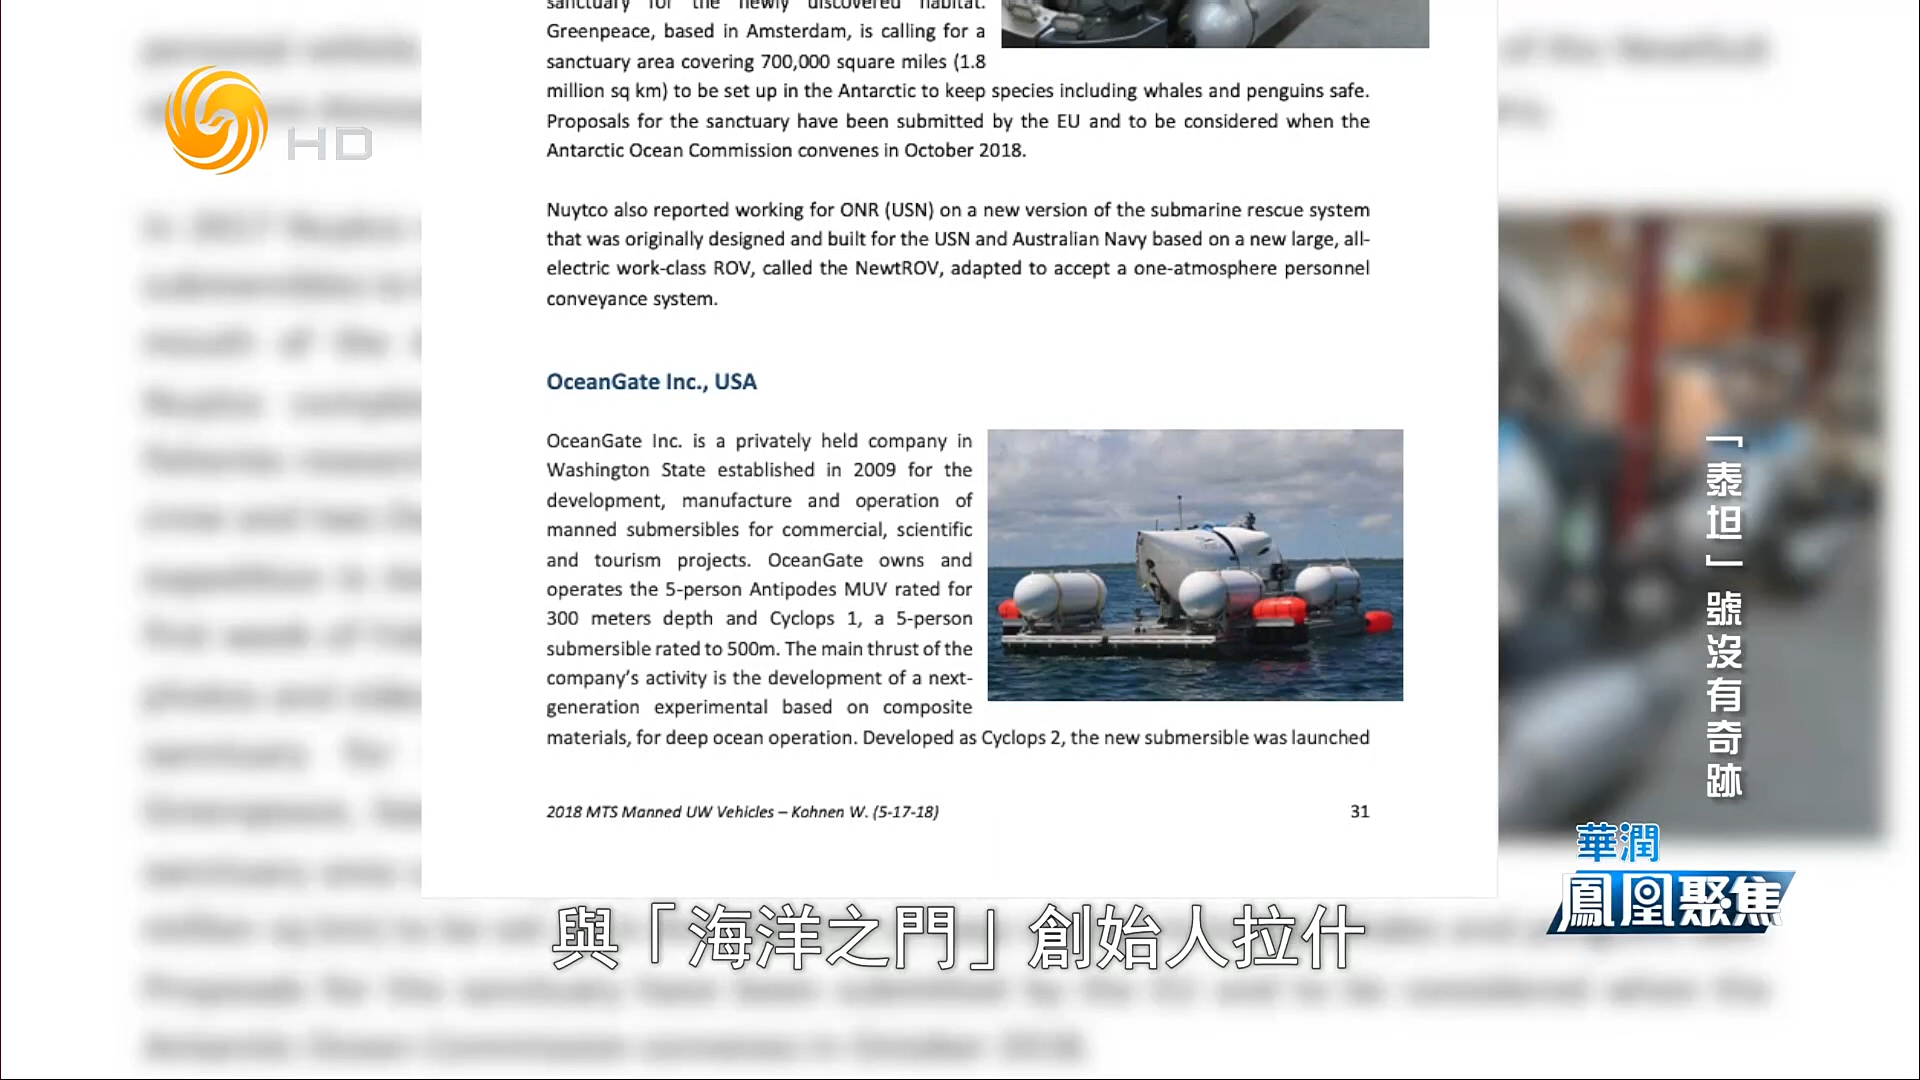 sanctuary for the newly discovered habitat.
Greenpeace, based in Amsterdam, is calling for a
sanctuary area covering 700,000 square miles (1.8
million sq km) to be set up in the Antarctic to keep species including whales and penguins safe.
Proposals for the sanctuary have been submitted by the EU and to be considered when the
Antarctic Ocean Commission convenes in October 2018.
Nuytco also reported working for ONR (USN) on a new version of the submarine rescue system
that was originally designed and built for the USN and Australian Navy based on a new large, all-
electric work-class ROV, called the NewtROV, adapted to accept a one-atmosphere personnel
conveyance system.
OceanGate Inc., USA
OceanGate Inc. is a privately held company in
Washington State established in 2009 for the
development, manufacture and operation of
manned submersibles for commercial, scientific
and tourism projects. OceanGate owns and
operates the 5-person Antipodes MUV rated for
300 meters depth and Cyclops 1, a 5-person
submersible rated to 500m. The main thrust of the
company's activity is the development of a next-
generation experimental based on composite
materials, for deep ocean operation. Developed as Cyclops 2, the new submersible was launched
2018 MTS Manned UW Vehicles – Kohnen W. (5-17-18)
31
HD
「泰坦」號沒有奇跡
華潤
鳳凰聚焦
與「海洋之門」創始人拉什